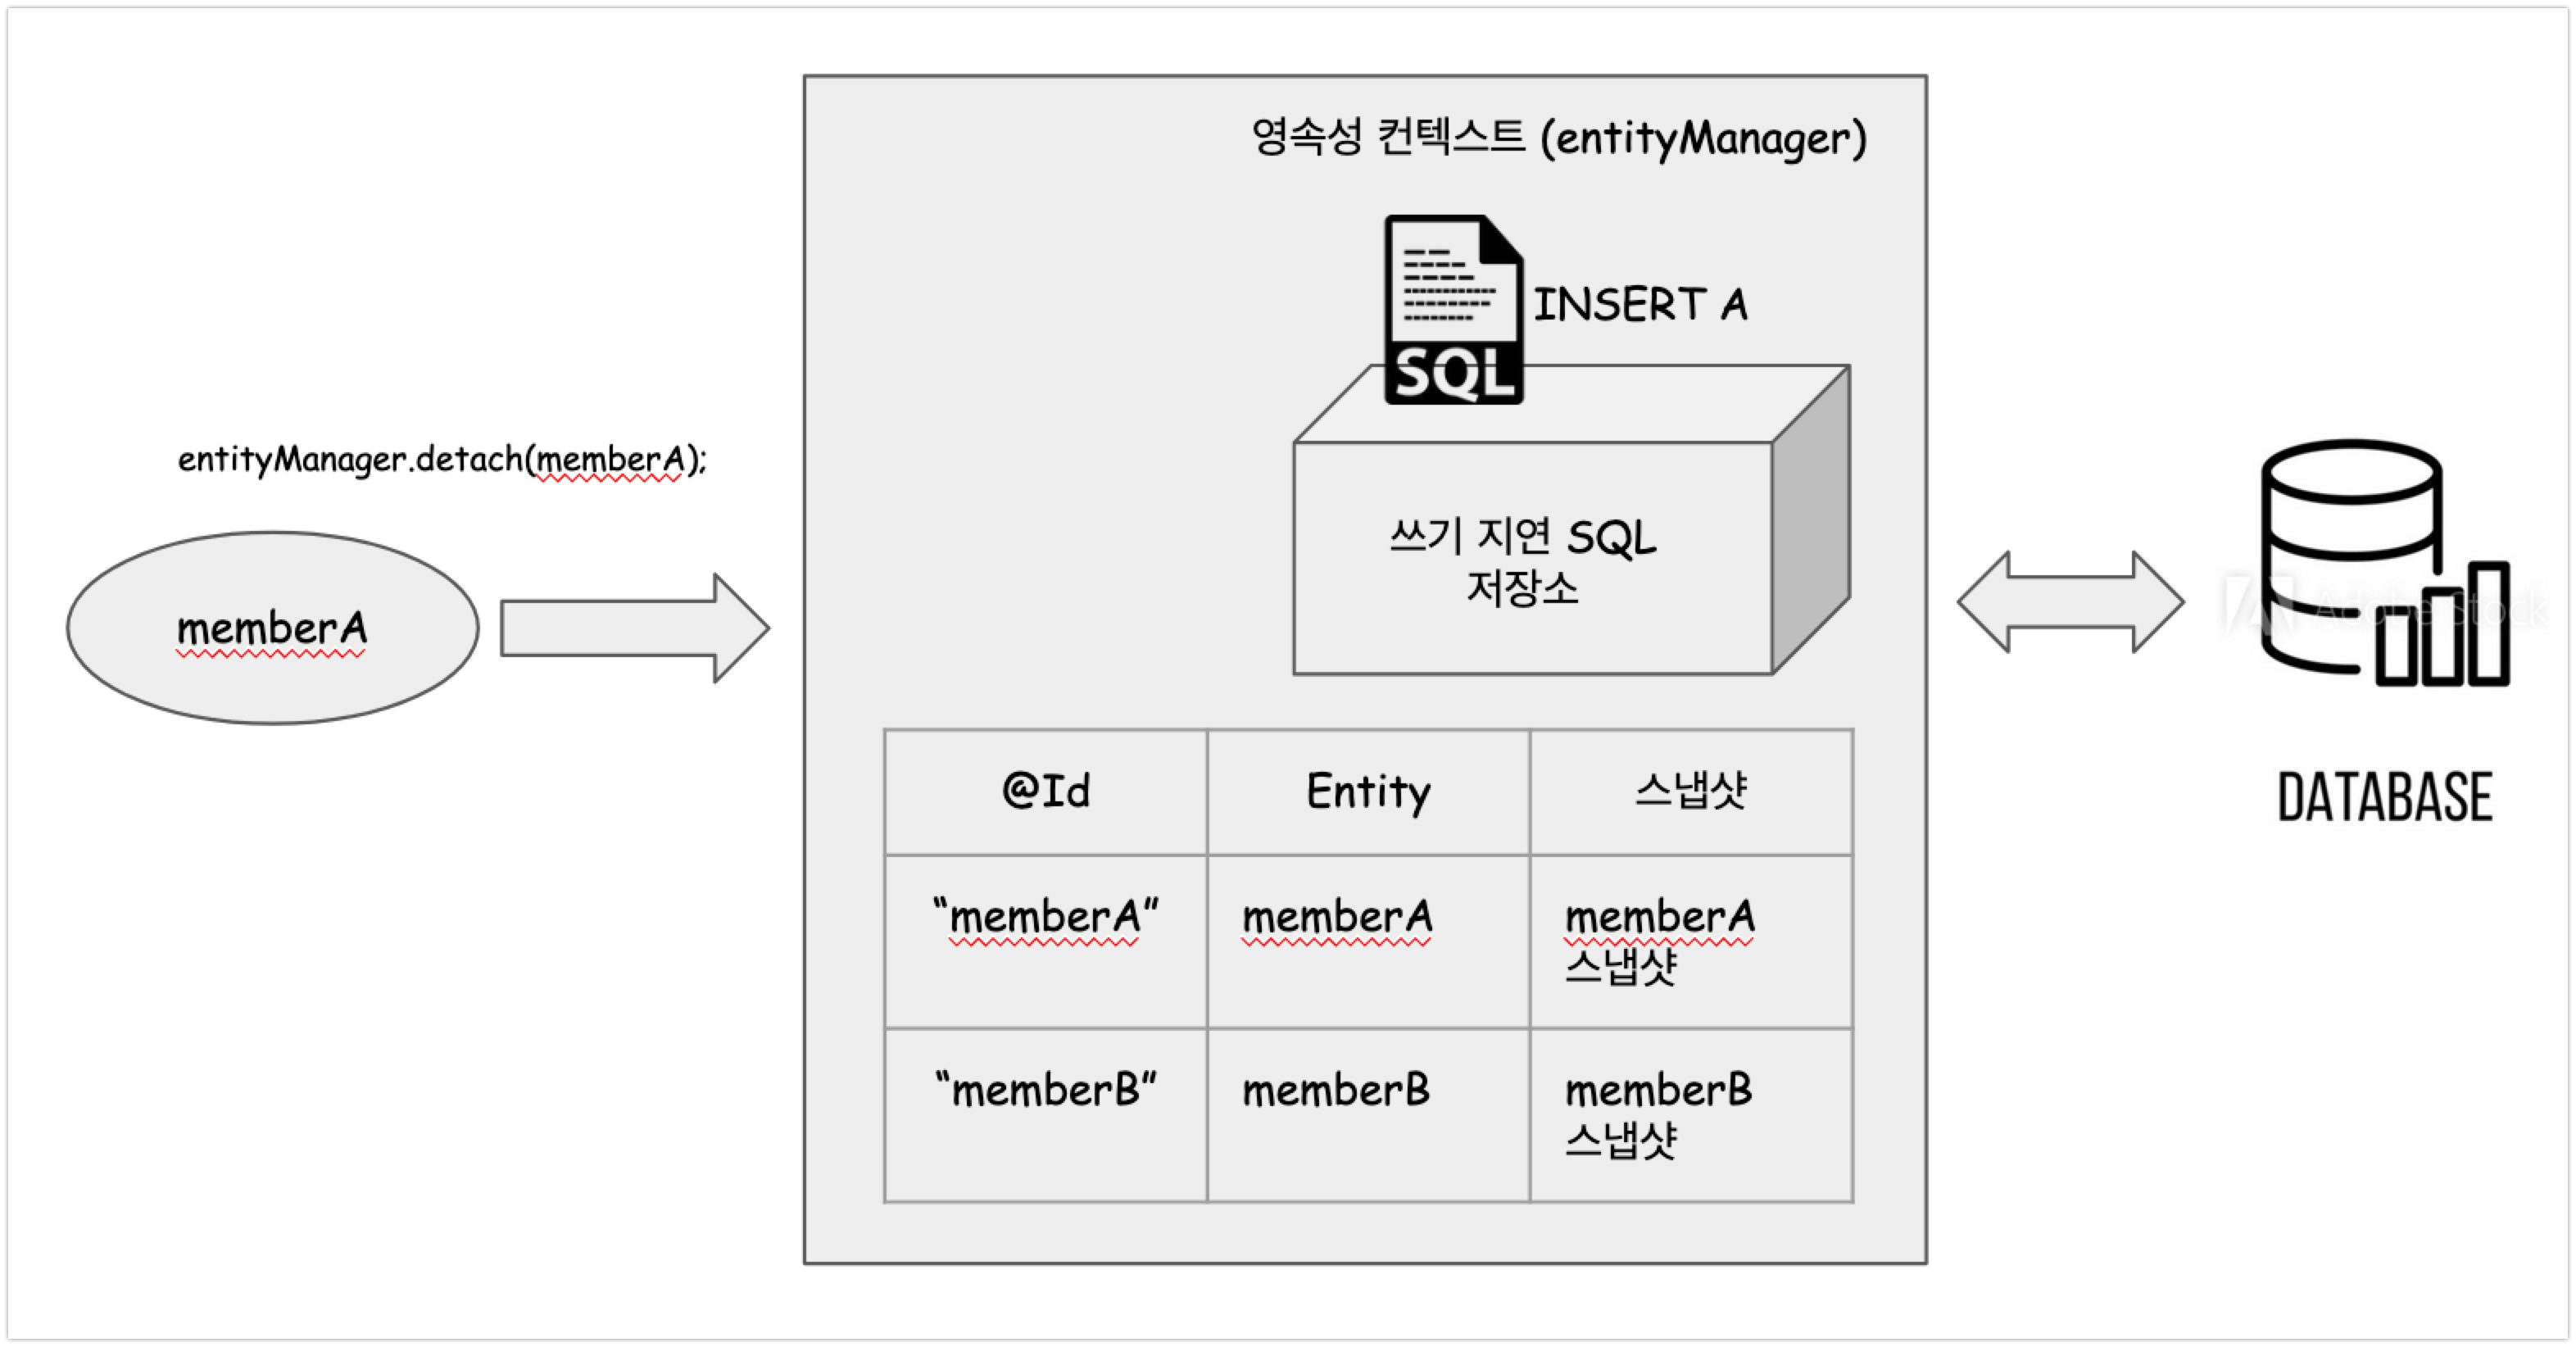 영속성 컨텍스트 (entityManager)
INSERT A
SQL
entityManager.detach(memberA);
쓰기 지연 SQL
저장소
memberA
Adobe Stock
@Id
Entity
스냅샷
DATABASE
“memberA”
memberA
memberA
스냅샷
“memberB”
memberB
memberB
스냅샷